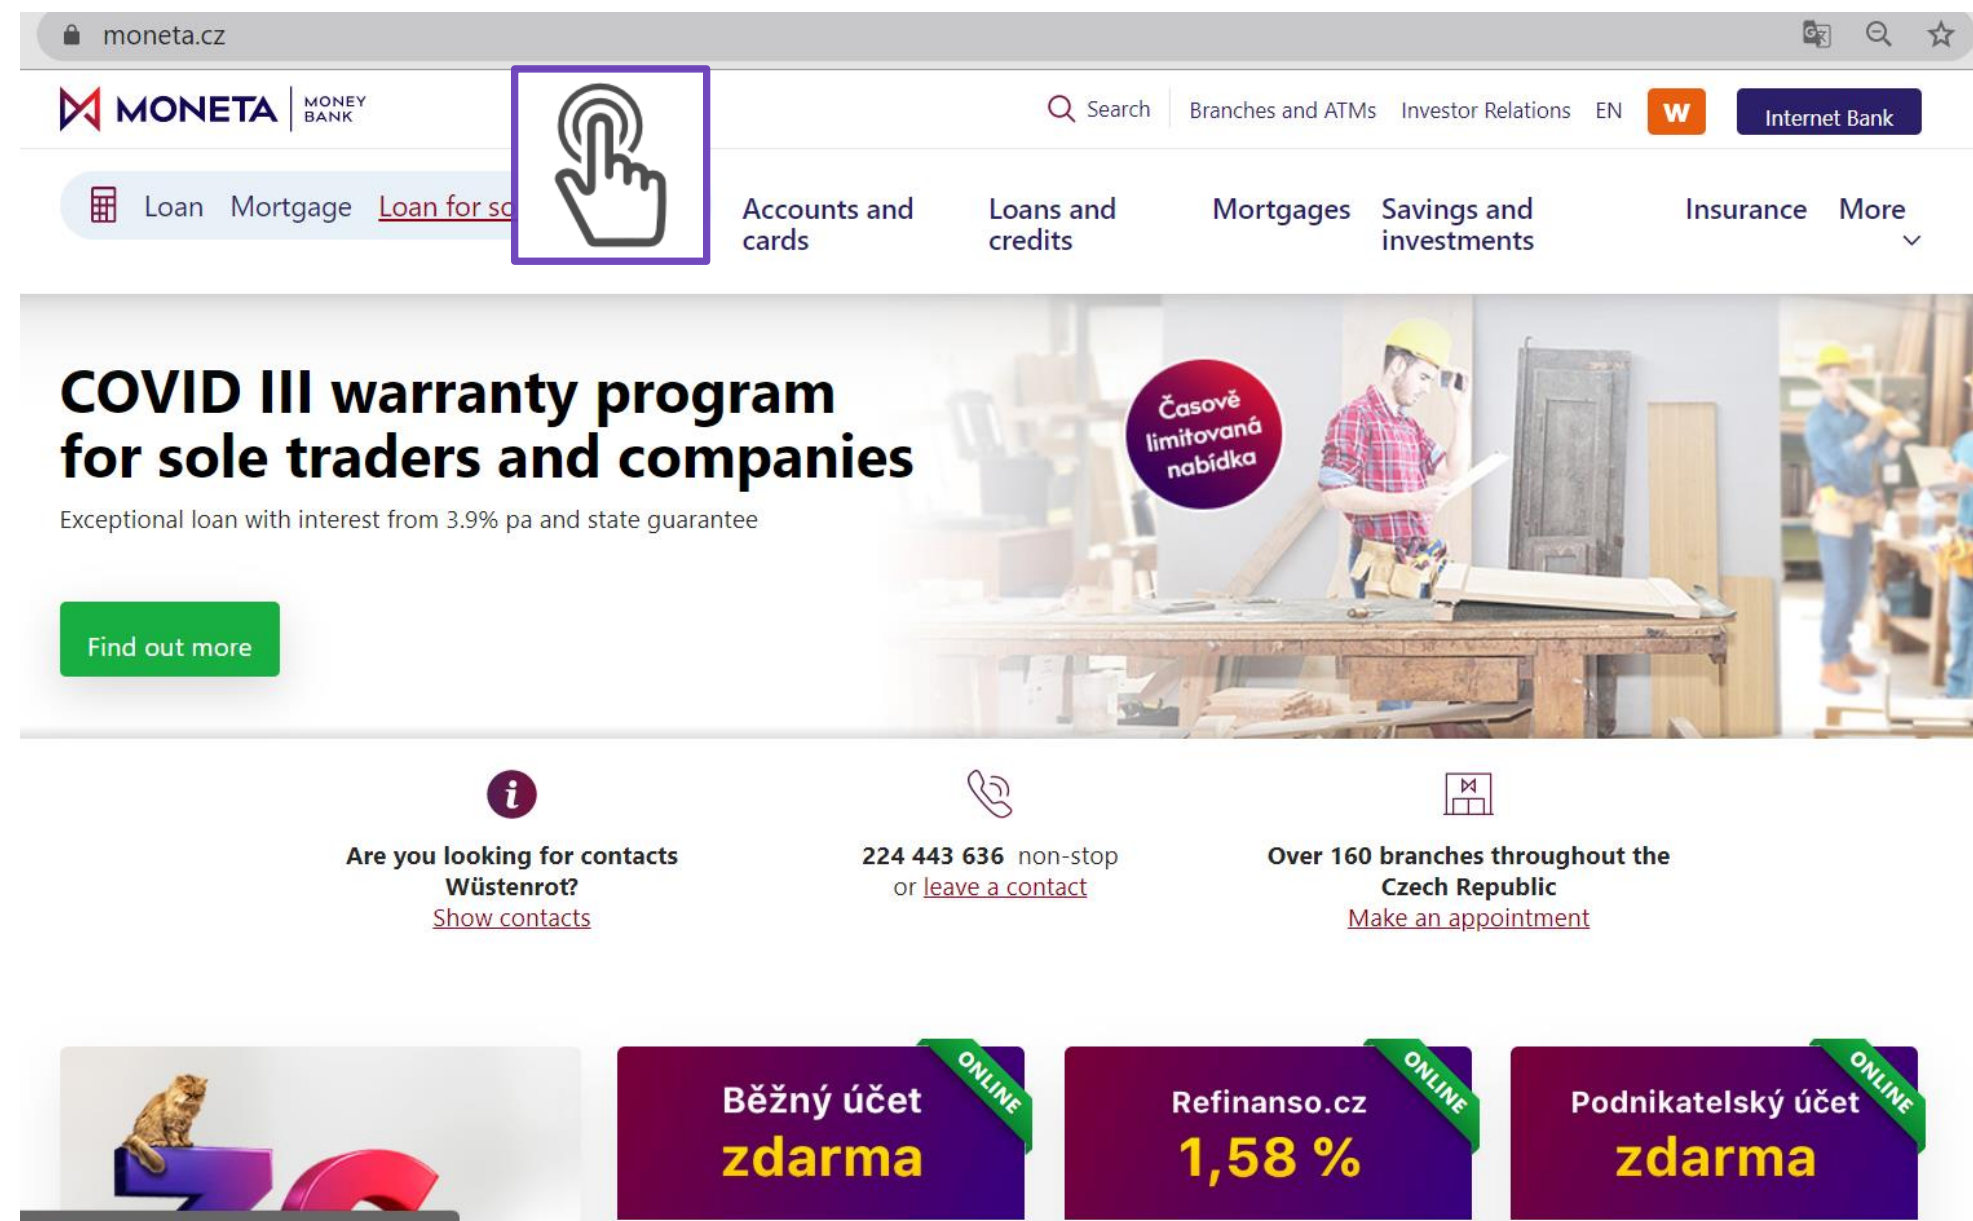 moneta.cz
MONETA MONEY
BANK
Search Branches and ATMs Investor Relations EN W Internet Bank
Loan Mortgage Loan for so
Accounts and
cards
Loans and
credits
Mortgages
Savings and
investments
Insurance
More
COVID III warranty program
for sole traders and companies
Exceptional loan with interest from 3.9% pa and state guarantee
Časově
limitovaná
nabídka
Find out more
i
Are you looking for contacts
Wüstenrot?
Show contacts
224 443 636 non-stop
or leave a contact
Over 160 branches throughout the
Czech Republic
Make an appointment
Běžný účet
zdarma
ONLINE
Refinanso.cz
1,58 %
ONLINE
Podnikatelský účet
zdarma
ONLINE